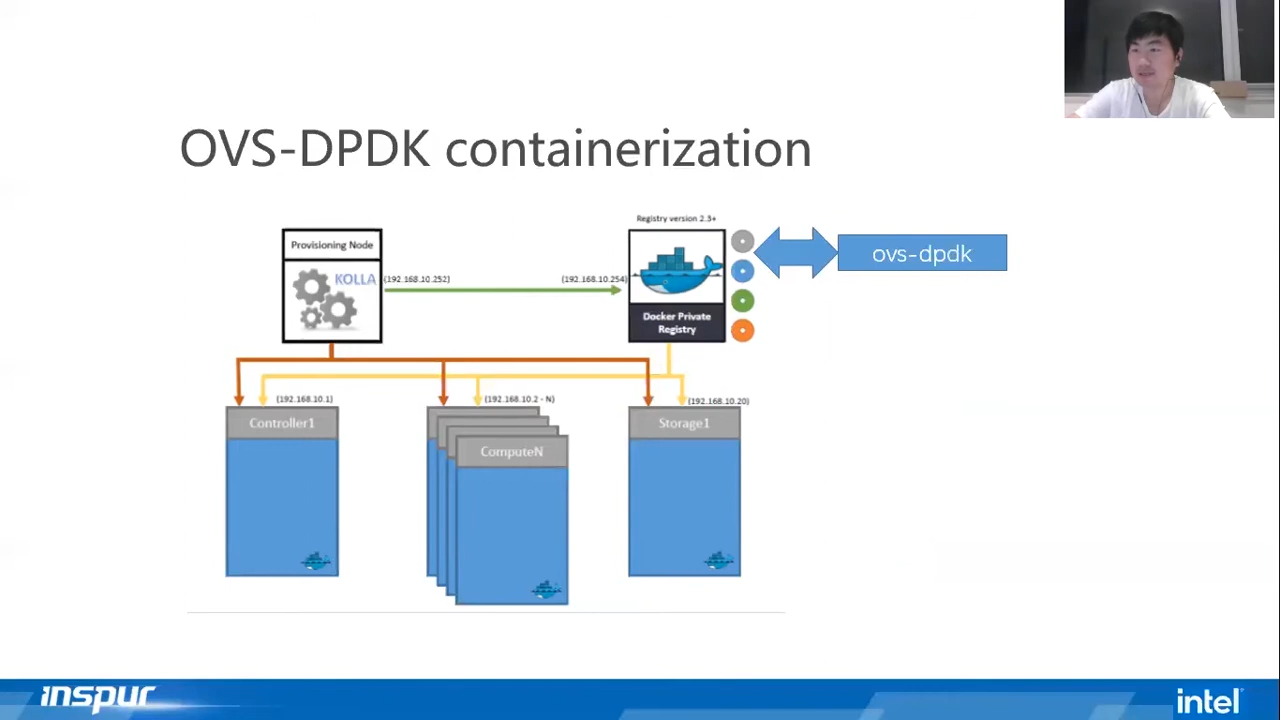 OVS-DPDK containerization
Registry version 2.3+
Provisioning Node
KOLLA
(192.168.10.252)
(192.168.10.254)
Docker Private
Registry
ovs-dpdk
(192.168.10.1)
(192.168.10.2 - N)
(192.168.10.20)
Controller1
ComputeN
Storage1
inspur
intel